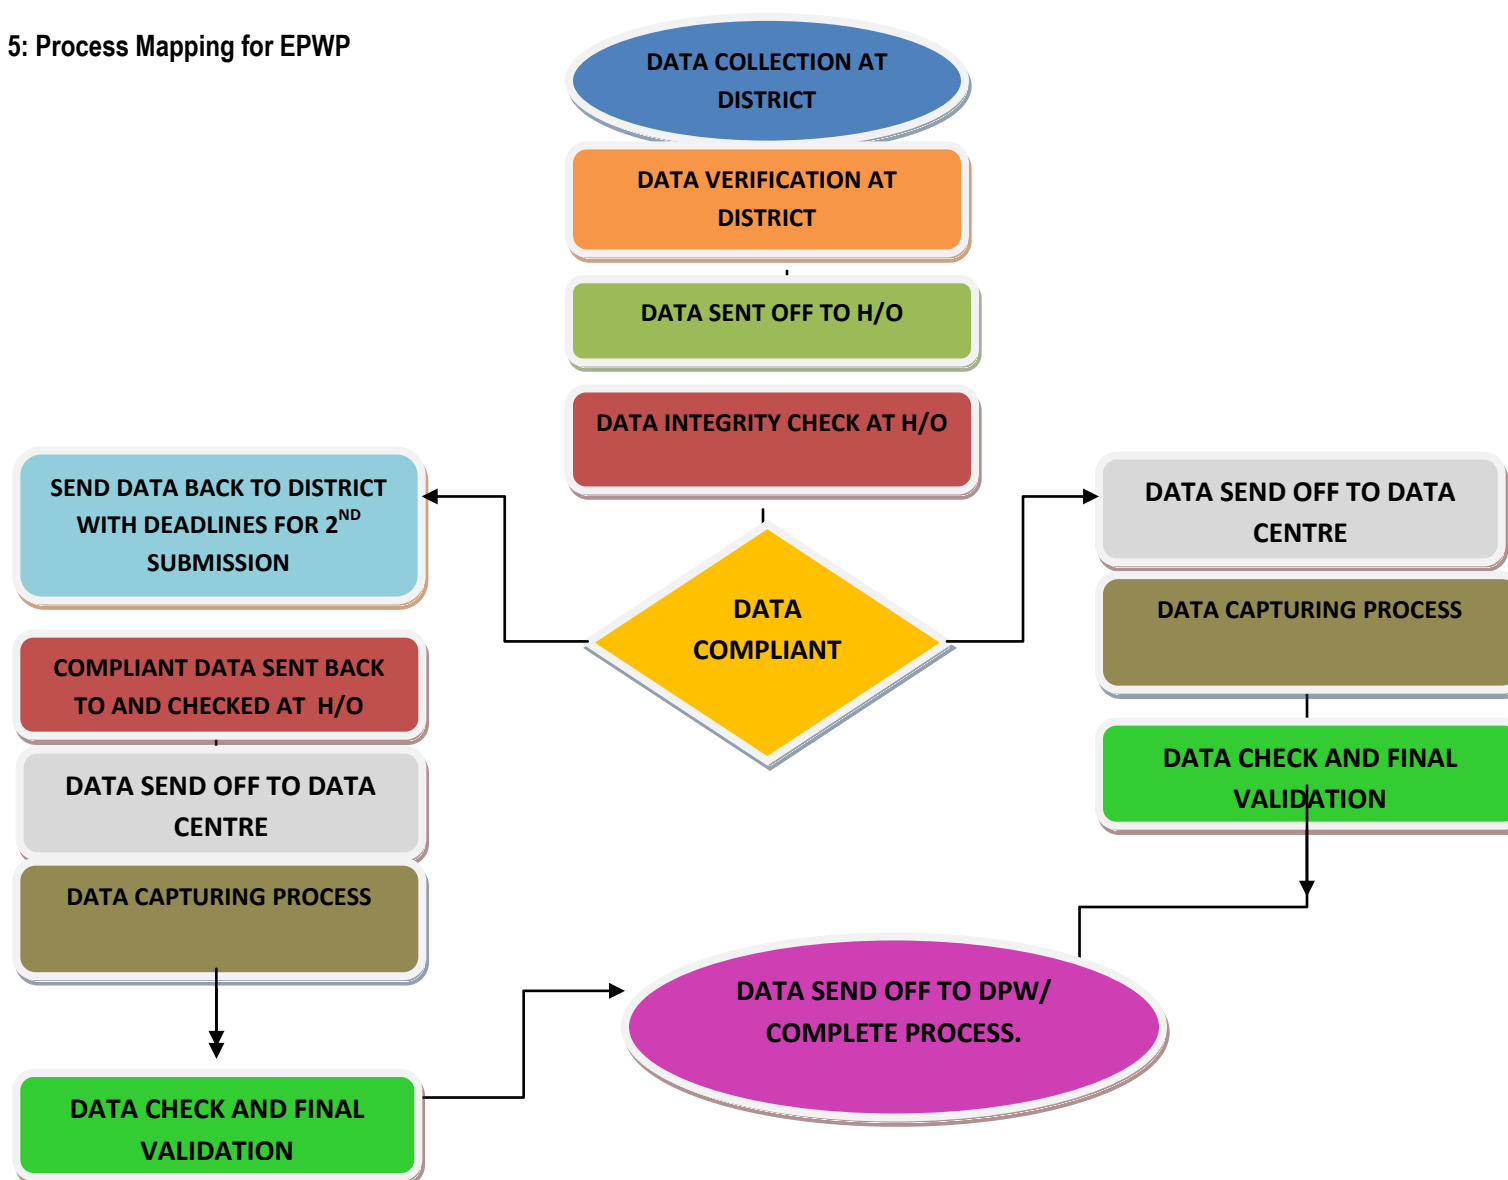 5: Process Mapping for EPWP
DATA COLLECTION AT
DISTRICT
DATA VERIFICATION AT
DISTRICT
DATA SENT OFF TO H/O
DATA INTEGRITY CHECK AT H/O
SEND DATA BACK TO DISTRICT
WITH DEADLINES FOR 2ND
SUBMISSION
DATA SEND OFF TO DATA
CENTRE
DATA
COMPLIANT
DATA CAPTURING PROCESS
COMPLIANT DATA SENT BACK
TO AND CHECKED AT H/O
DATA CHECK AND FINAL
VALIDATION
DATA SEND OFF TO DATA
CENTRE
DATA CAPTURING PROCESS
DATA SEND OFF TO DPW/
COMPLETE PROCESS.
DATA CHECK AND FINAL
VALIDATION